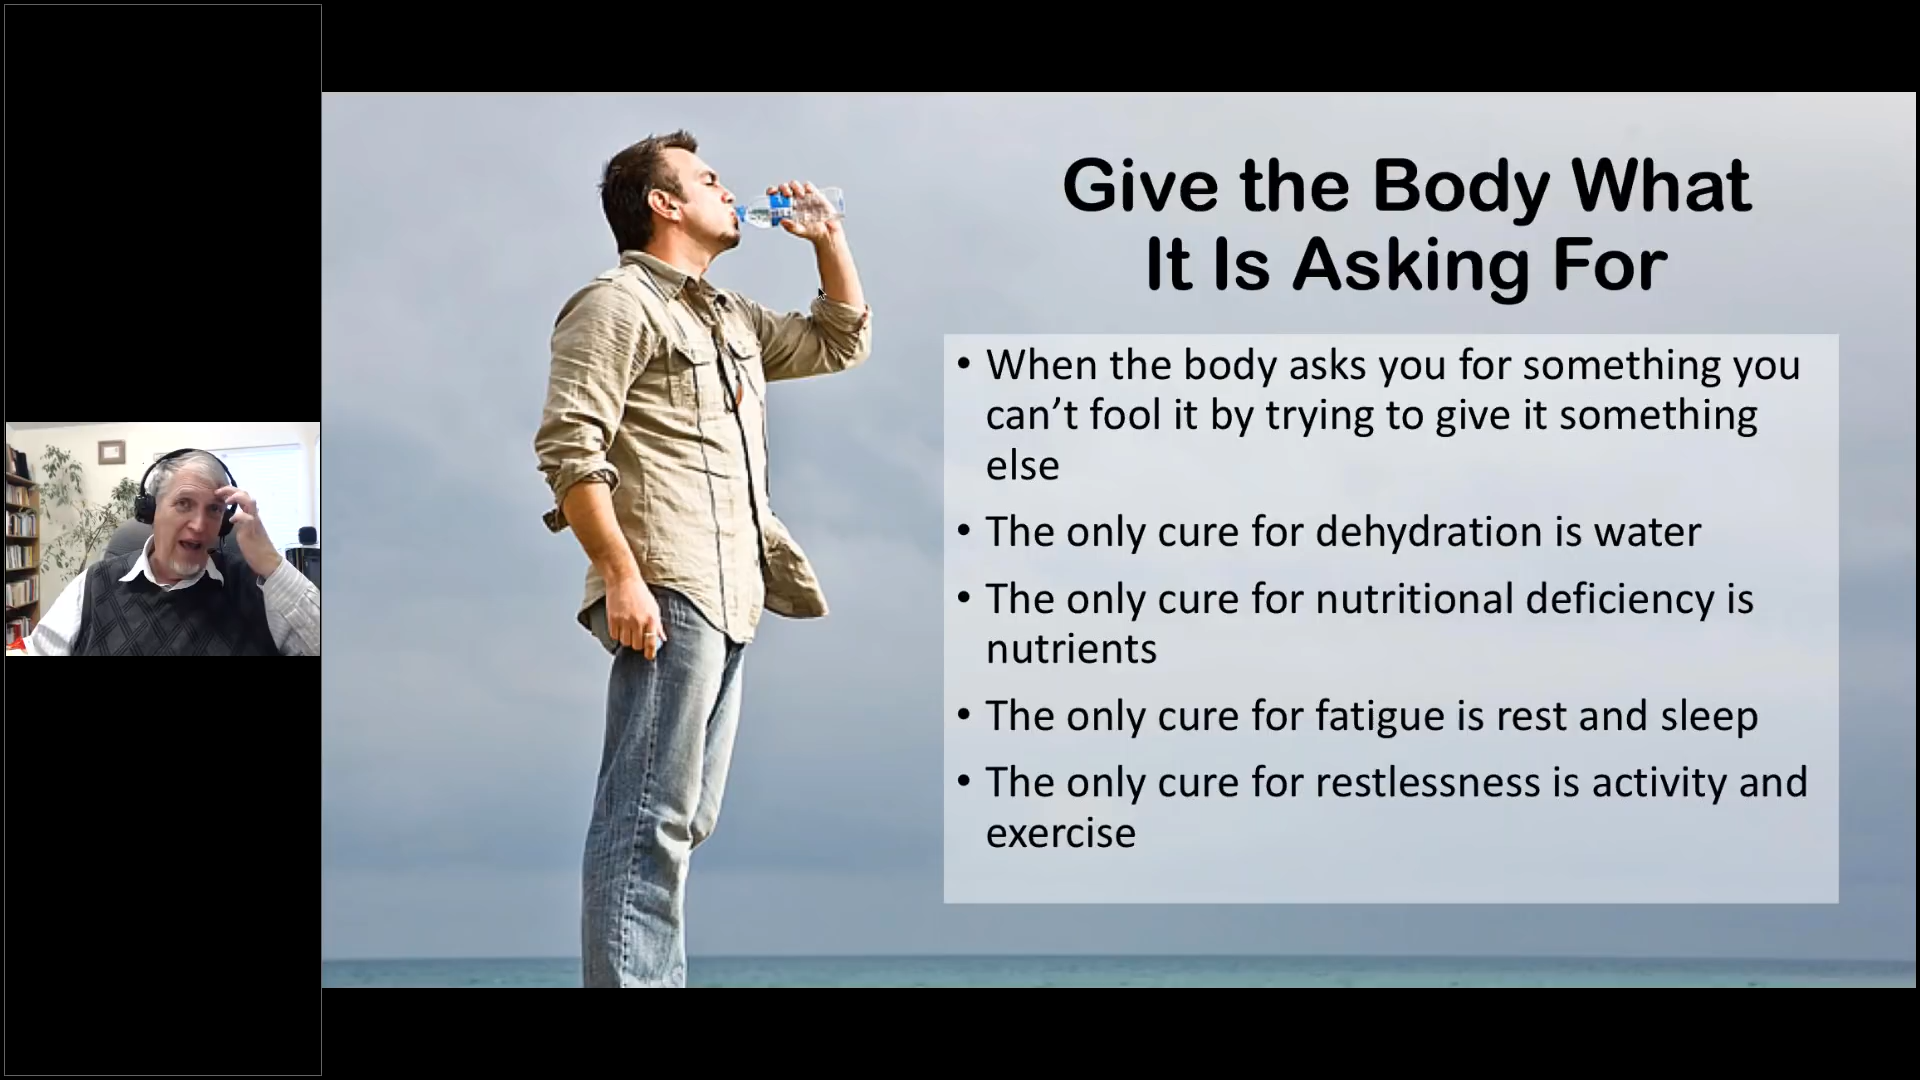 Give the Body What
It Is Asking For
• When the body asks you for something you
can’t fool it by trying to give it something
else
• The only cure for dehydration is water
• The only cure for nutritional deficiency is
nutrients
• The only cure for fatigue is rest and sleep
• The only cure for restlessness is activity and
exercise